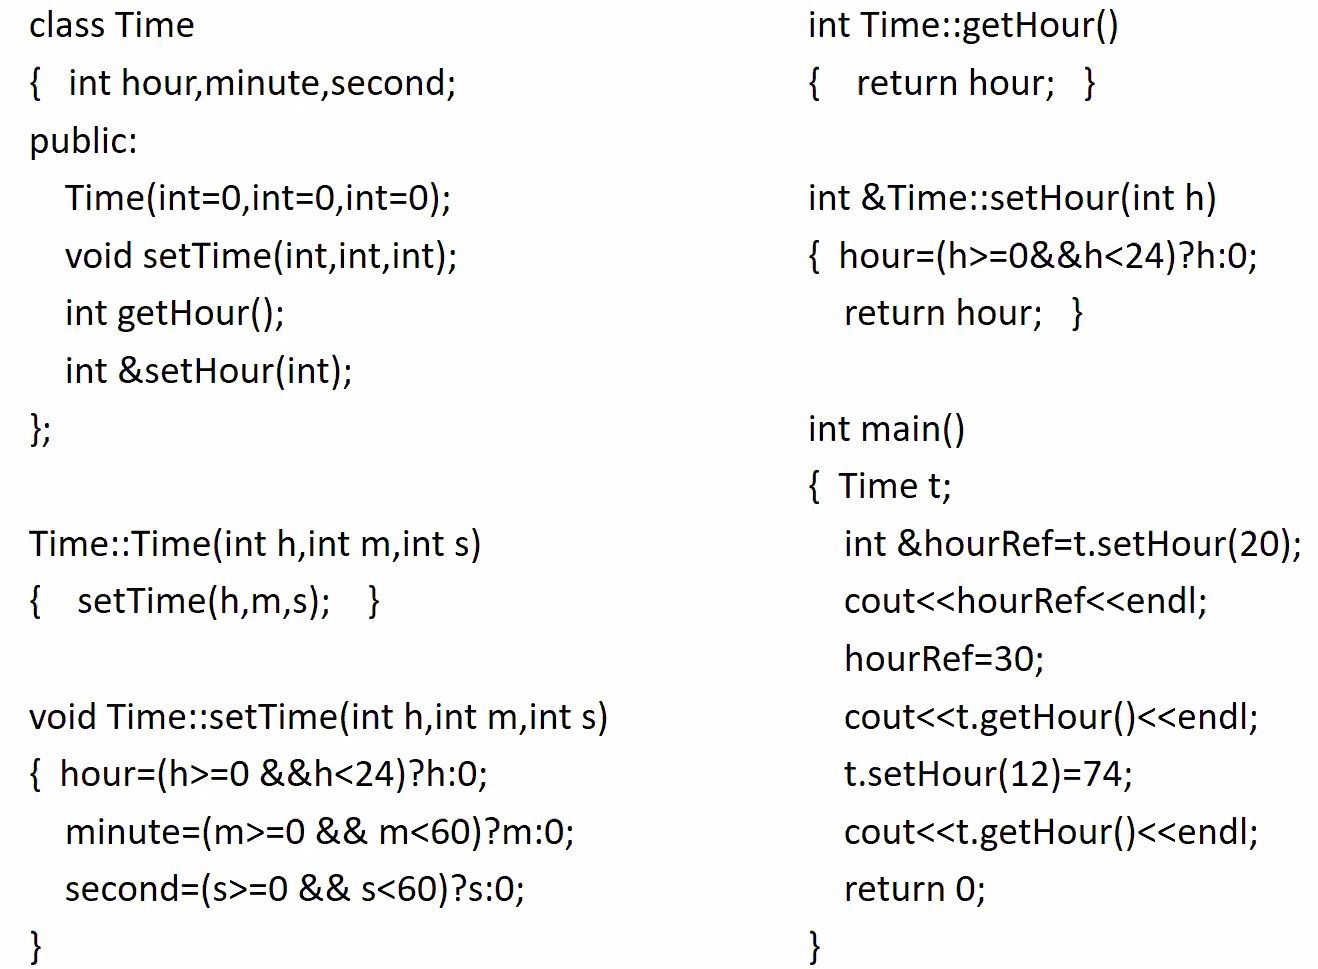 class Time
{   int hour,minute,second;
public:
    Time(int=0,int=0,int=0);
    void setTime(int,int,int);
    int getHour();
    int &setHour(int);
};
Time::Time(int h,int m,int s)
{    setTime(h,m,s);    }
void Time::setTime(int h,int m,int s)
{  hour=(h>=0 &&h<24)?h:0;
    minute=(m>=0 && m<60)?m:0;
    second=(s>=0 && s<60)?s:0;
}
int Time::getHour()
{    return hour;   }
int &Time::setHour(int h)
{  hour=(h>=0&&h<24)?h:0;
    return hour;   }
int main()
{  Time t;
    int &hourRef=t.setHour(20);
    cout<<hourRef<<endl;
    hourRef=30;
    cout<<t.getHour()<<endl;
    t.setHour(12)=74;
    cout<<t.getHour()<<endl;
    return 0;
}